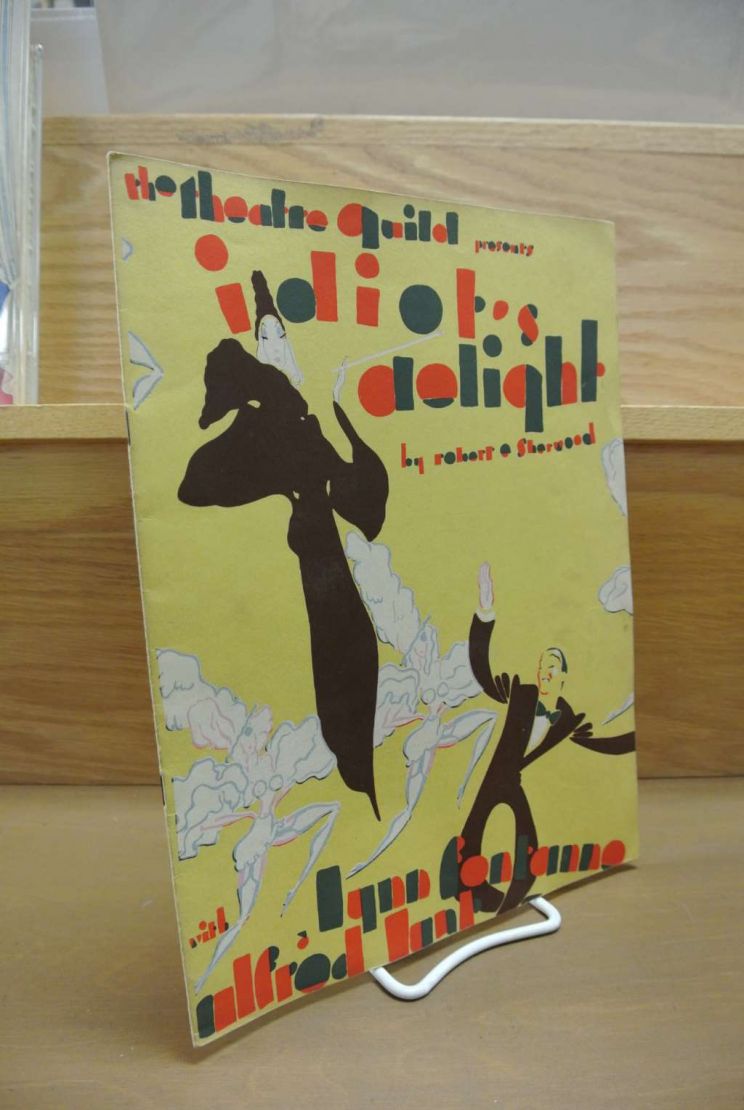 the theatre guild presents
idiot's
delight
by robert e sherwood
with lynn fontanne
alfred lunt